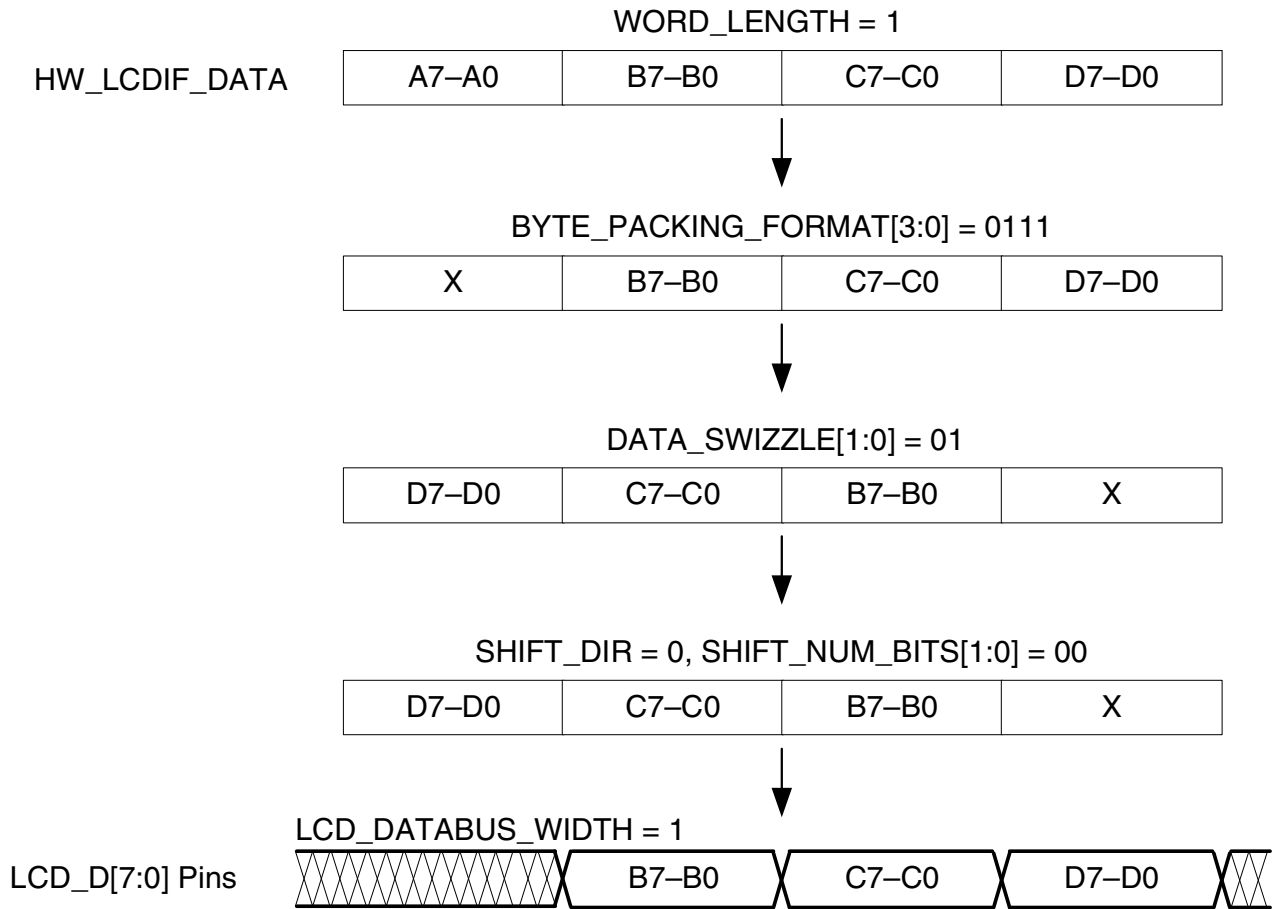 WORD_LENGTH = 1
HW_LCDIF_DATA A7–A0 B7–B0 C7–C0 D7–D0
BYTE_PACKING_FORMAT[3:0] = 0111
X B7–B0 C7–C0 D7–D0
DATA_SWIZZLE[1:0] = 01
D7–D0 C7–C0 B7–B0 X
SHIFT_DIR = 0, SHIFT_NUM_BITS[1:0] = 00
D7–D0 C7–C0 B7–B0 X
LCD_DATABUS_WIDTH = 1
LCD_D[7:0] Pins B7–B0 C7–C0 D7–D0